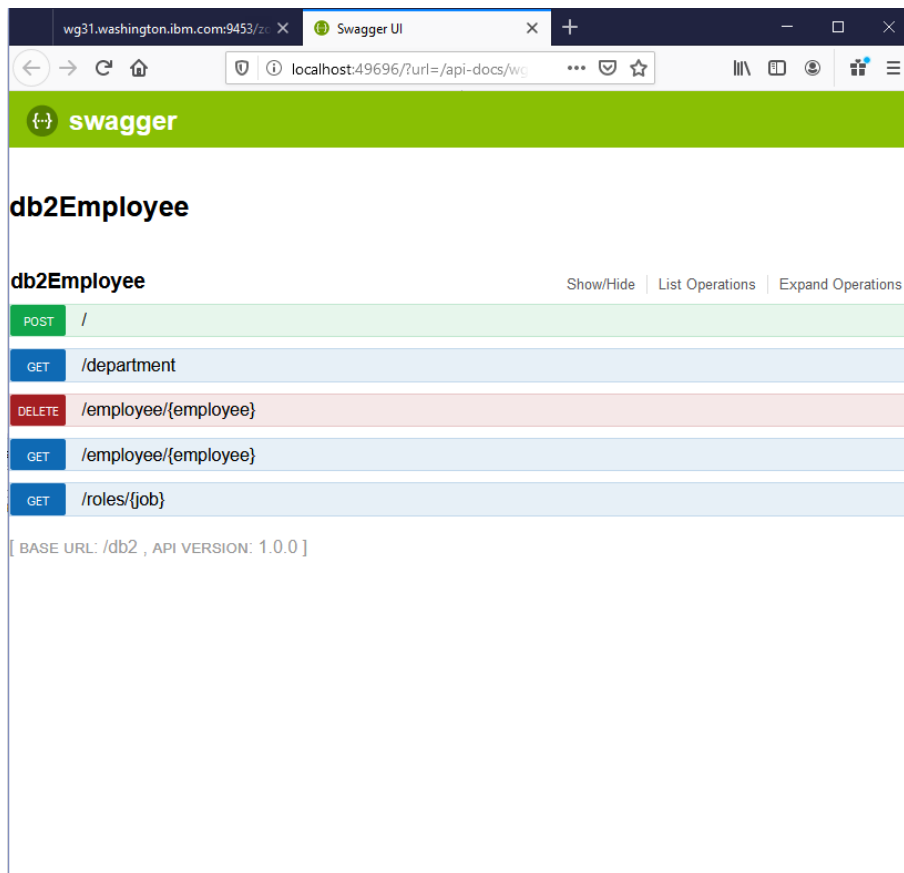 wg31.washington.ibm.com:9453/zc
Swagger UI
localhost:49696/?url=/api-docs/wg
swagger
db2Employee
db2Employee Show/Hide List Operations Expand Operations
POST /
GET /department
DELETE /employee/{employee}
GET /employee/{employee}
GET /roles/{job}
[ BASE URL: /db2 , API VERSION: 1.0.0 ]